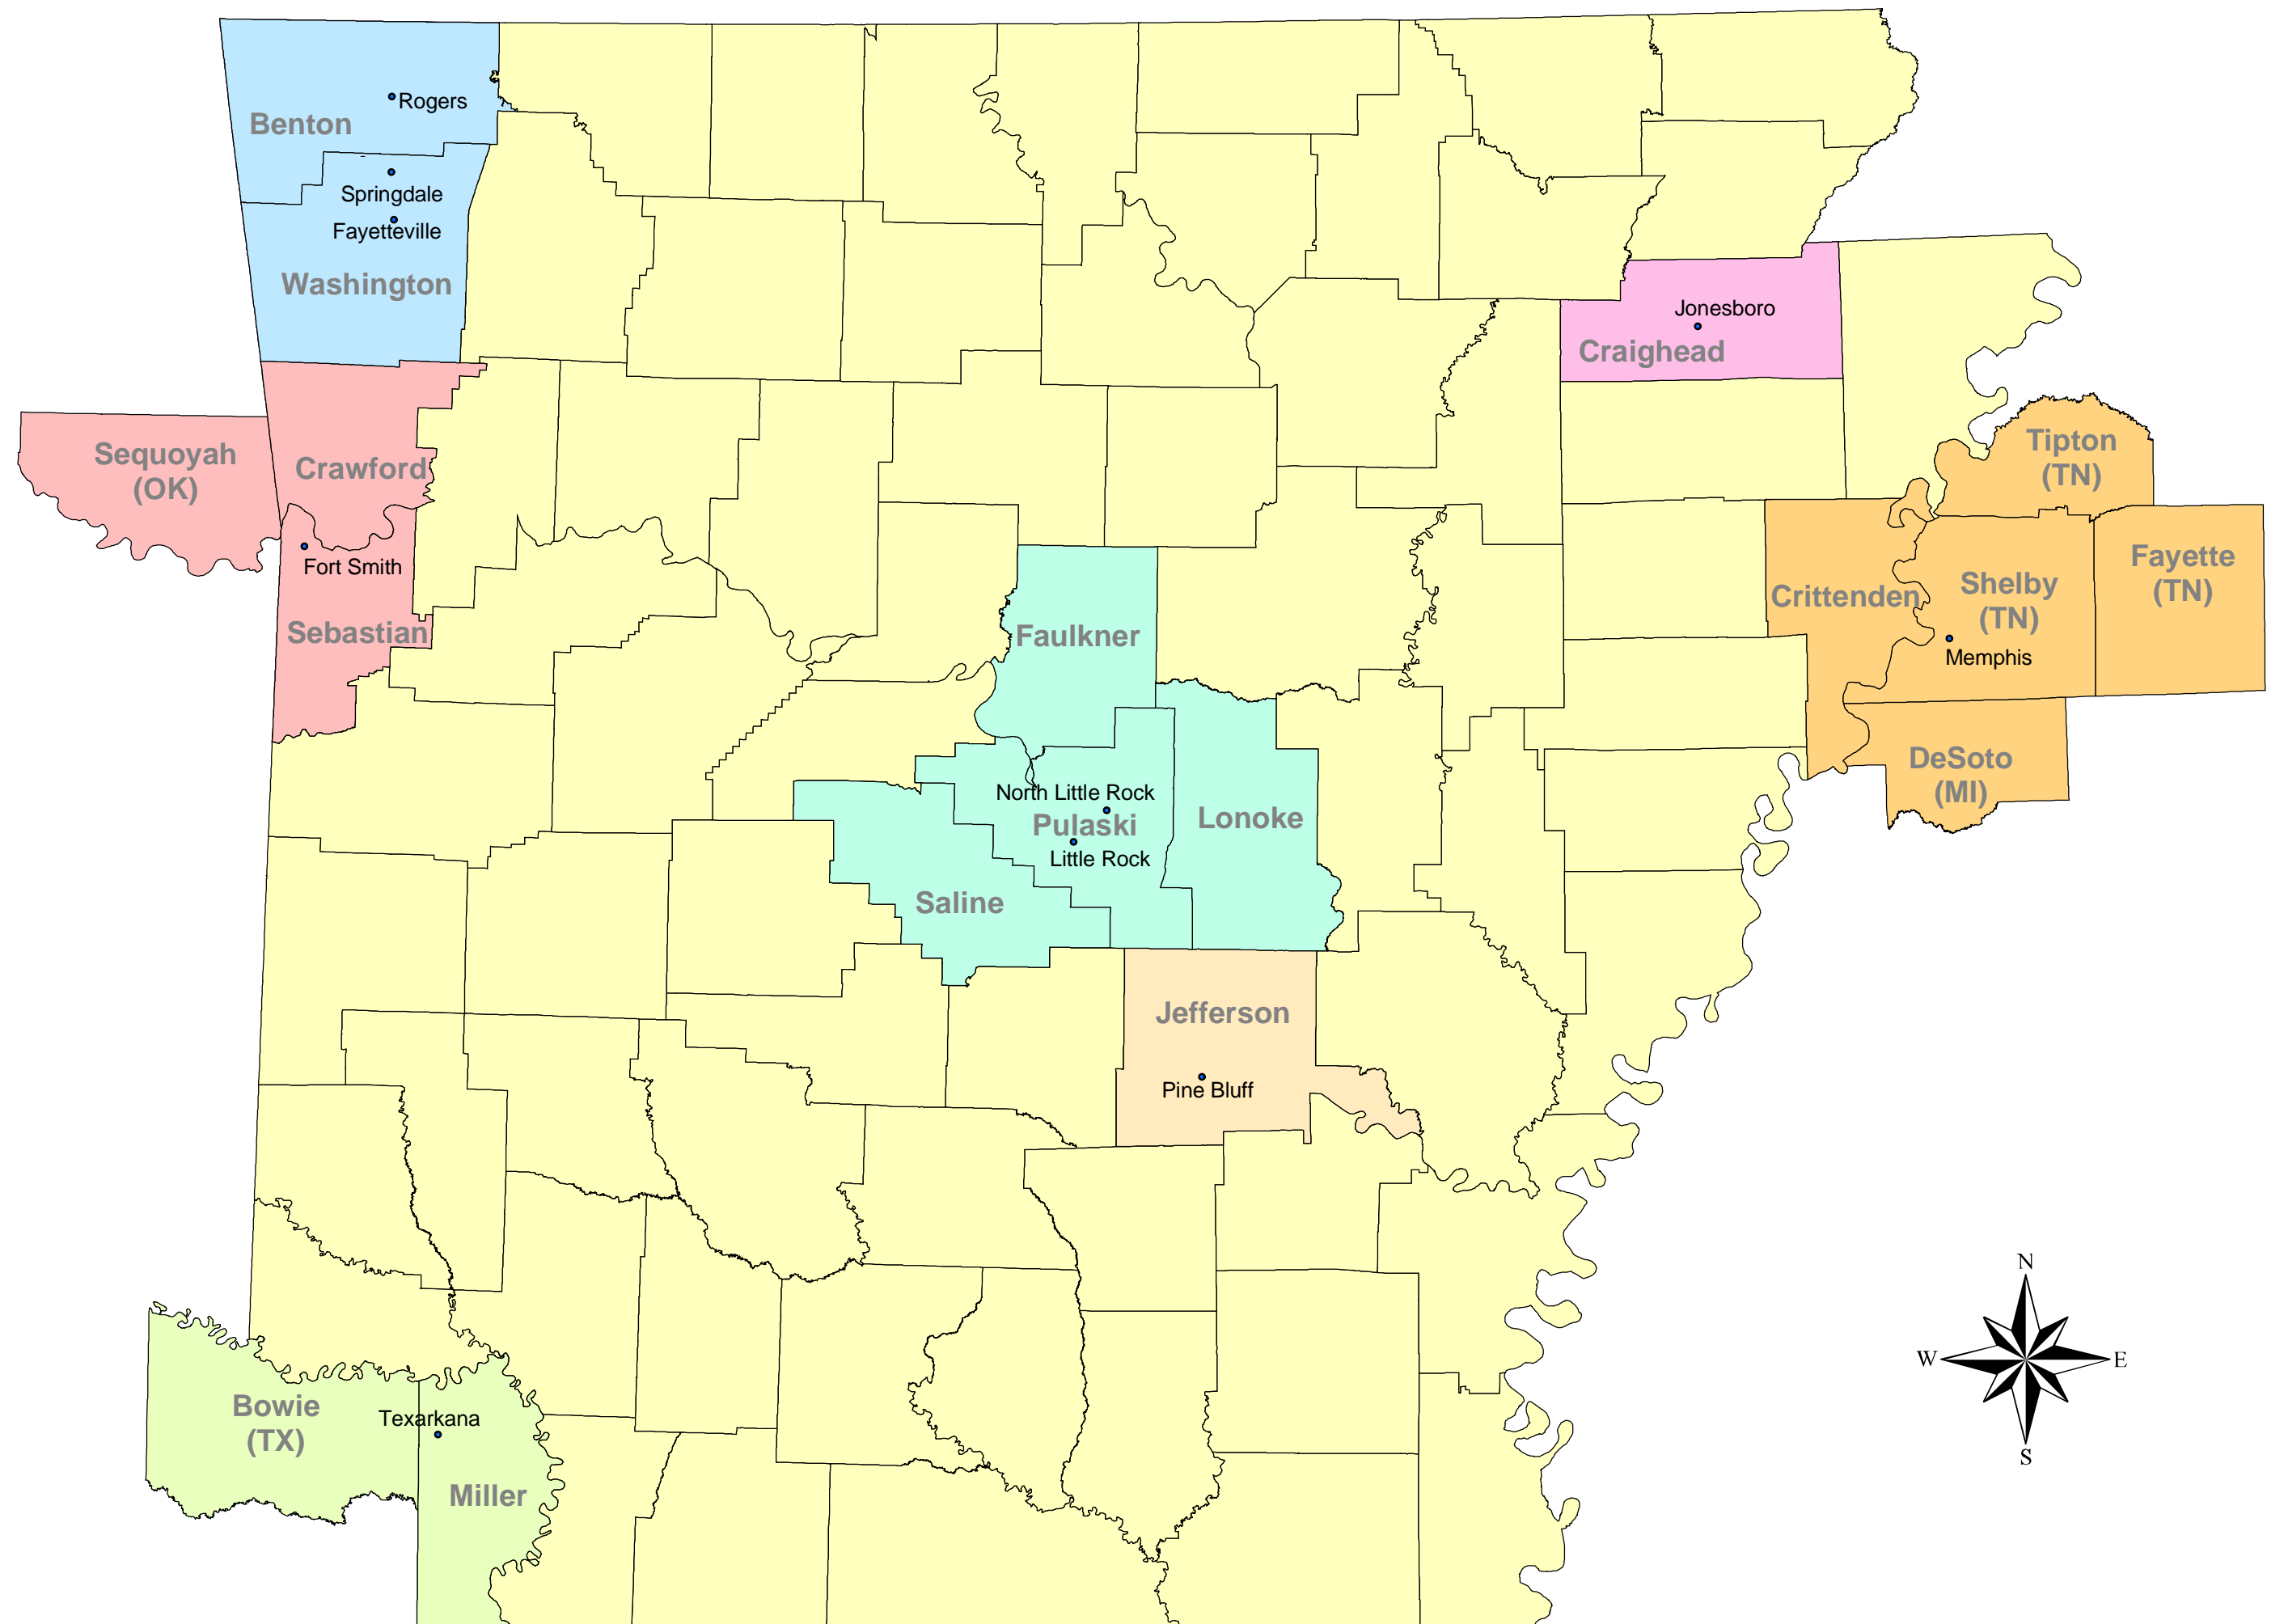 Rogers
Benton
Springdale
Fayetteville
Washington
Jonesboro
Craighead
Sequoyah
(OK)
Crawford
Tipton
(TN)
Fort Smith
Sebastian
Faulkner
Crittenden
Shelby
(TN)
Fayette
(TN)
Memphis
DeSoto
(MI)
North Little Rock
Pulaski
Little Rock
Lonoke
Saline
Jefferson
Pine Bluff
N
W
E
S
Bowie
(TX)
Texarkana
Miller